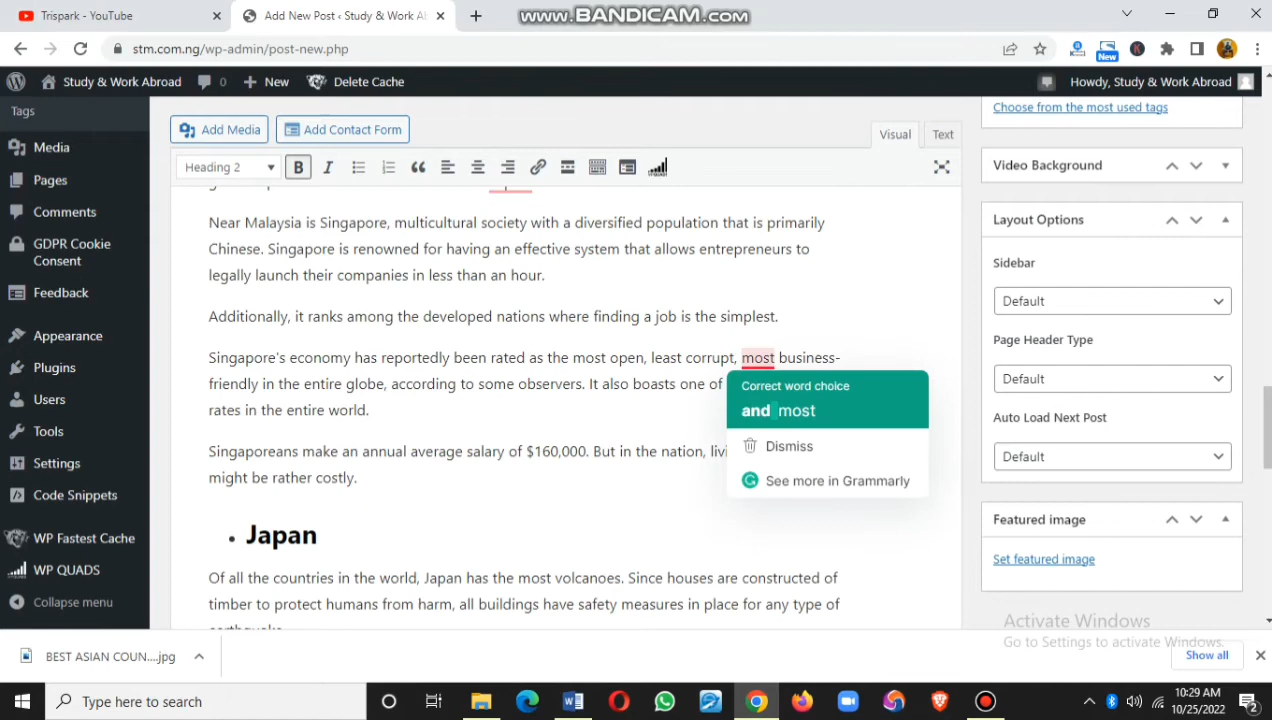 Trispark - YouTube
Add New Post ‹ Study & Work Ab
www.BANDICAM.com
stm.com.ng/wp-admin/post-new.php
New
Study & Work Abroad
0
New
Delete Cache
Howdy, Study & Work Abroad
Tags
Media
Pages
Comments
GDPR Cookie
Consent
Feedback
Appearance
Plugins
Users
Tools
Settings
Code Snippets
WP Fastest Cache
WP QUADS
Collapse menu
Add Media
Add Contact Form
Visual
Text
Heading 2
B
I
Near Malaysia is Singapore, multicultural society with a diversified population that is primarily
Chinese. Singapore is renowned for having an effective system that allows entrepreneurs to
legally launch their companies in less than an hour.
Additionally, it ranks among the developed nations where finding a job is the simplest.
Singapore's economy has reportedly been rated as the most open, least corrupt, most business-
friendly in the entire globe, according to some observers. It also boasts one of
rates in the entire world.
Singaporeans make an annual average salary of $160,000. But in the nation, livi
might be rather costly.
Correct word choice
and most
Dismiss
See more in Grammarly
Japan
Of all the countries in the world, Japan has the most volcanoes. Since houses are constructed of
timber to protect humans from harm, all buildings have safety measures in place for any type of
earthquake
Choose from the most used tags
Video Background
Layout Options
Sidebar
Default
Page Header Type
Default
Auto Load Next Post
Default
Featured image
Set featured image
Activate Windows
Go to Settings to activate Windows.
BEST ASIAN COUN....jpg
Show all
Type here to search
10:29 AM
10/25/2022
2